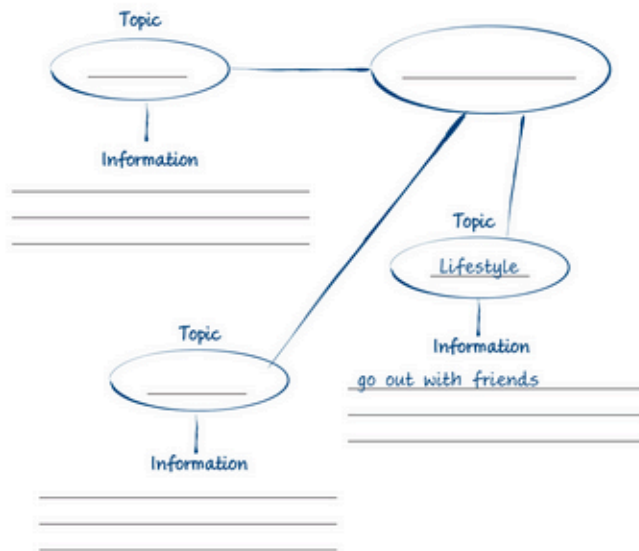 Topic
Information
Topic
Lifestyle
Information
go out with friends
Topic
Information